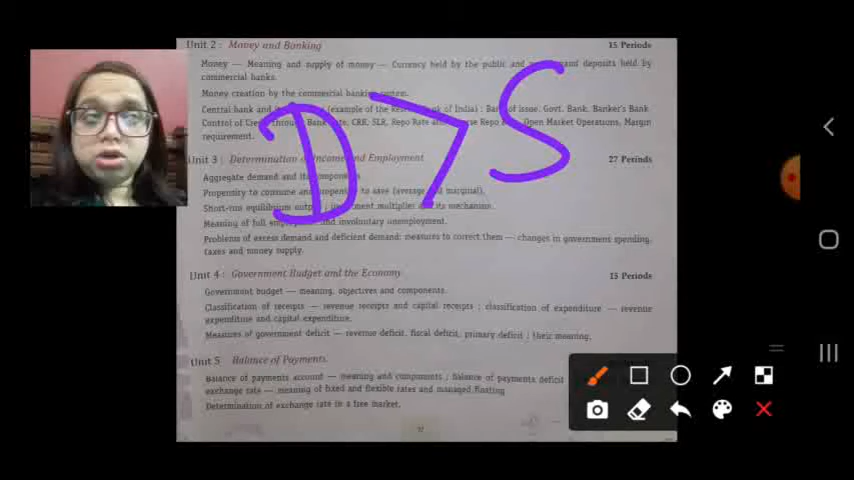 Unit 2 : Money and Banking 15 Periods
Money — Meaning and supply of money — Currency held by the public and demand deposits held by
commercial banks.
Money creation by the commercial banking system.
Central bank and (example of the Reserve Bank of India) : Bank of issue, Govt. Bank, Banker's Bank
Control of Credit through Bank Rate, CRR, SLR, Repo Rate and Reverse Repo Open Market Operations, Margin
requirement.
Unit 3 : Determination of Income and Employment 27 Periods
Aggregate demand and its components
Propensity to consume and propensity to save (average and marginal).
Short-run equilibrium output ; investment multiplier and its mechanism.
Meaning of full employment and involuntary unemployment.
Problems of excess demand and deficient demand; measures to correct them — changes in government spending,
taxes and money supply.
Unit 4 : Government Budget and the Economy 15 Periods
Government budget — meaning, objectives and components.
Classification of receipts — revenue receipts and capital receipts ; classification of expenditure — revenue
expenditure and capital expenditure.
Measures of government deficit — revenue deficit, fiscal deficit, primary deficit ; their meaning.
Unit 5 Balance of Payments
Balance of payments account — meaning and components ; Balance of payments deficit
exchange rate — meaning of fixed and flexible rates and managed floating
Determination of exchange rate in a free market.
D > S